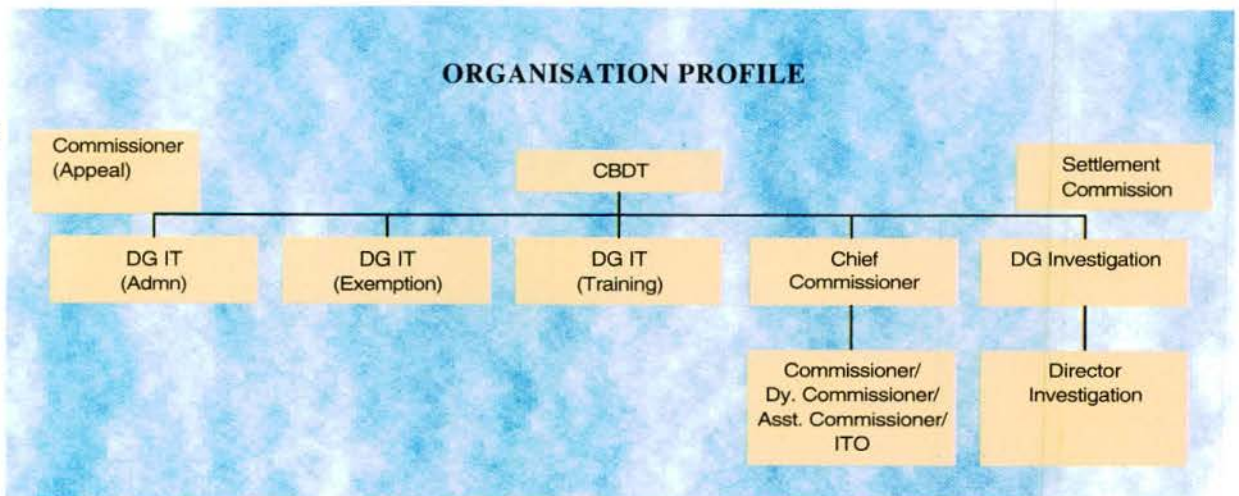 ORGANISATION PROFILE
Commissioner
(Appeal)
CBDT
Settlement
Commission
DG IT
(Admn)
DG IT
(Exemption)
DG IT
(Training)
Chief
Commissioner
DG Investigation
Commissioner/
Dy. Commissioner/
Asst. Commissioner/
ITO
Director
Investigation